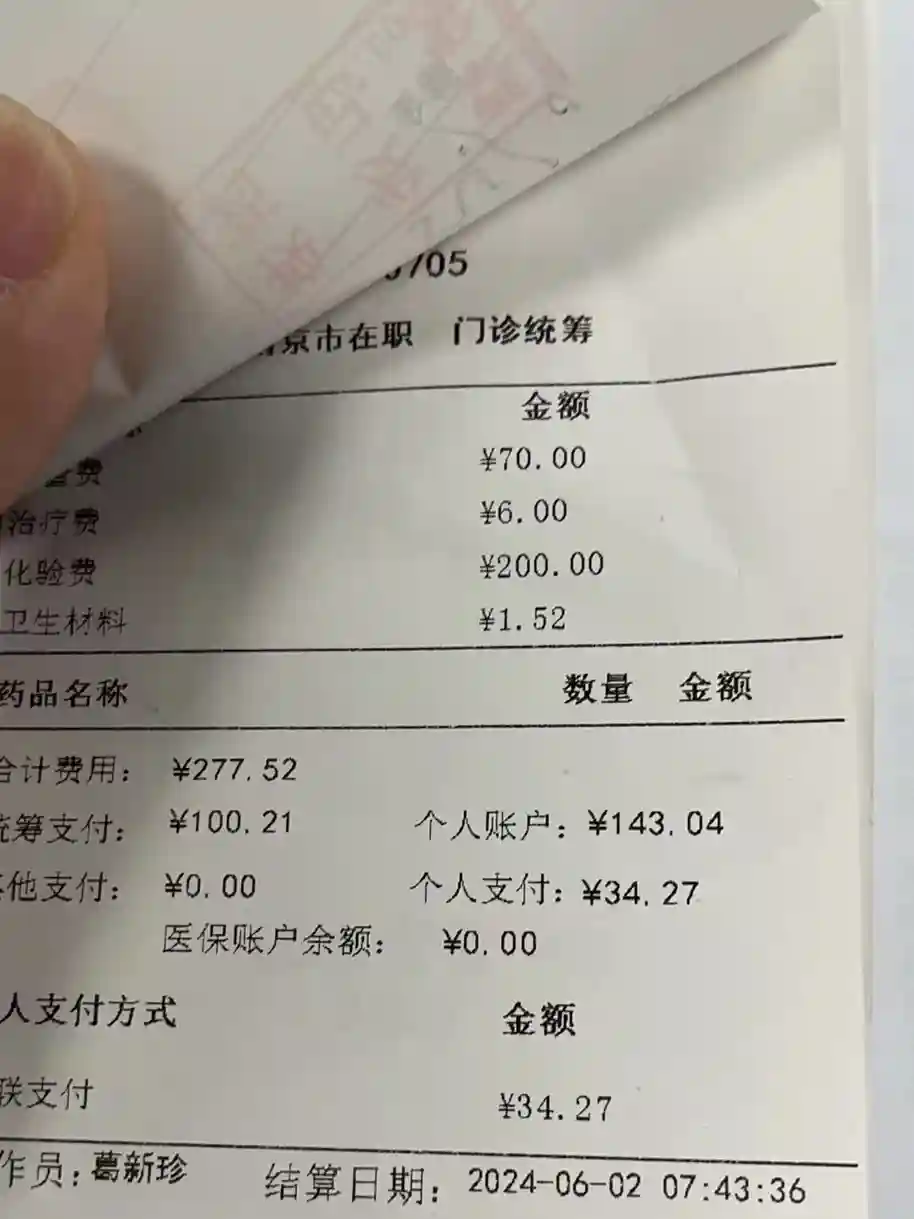 705
京市在职 门诊统筹
金额
查费 ¥70.00
治疗费 ¥6.00
化验费 ¥200.00
卫生材料 ¥1.52
药品名称 数量 金额
合计费用: ¥277.52
统筹支付: ¥100.21 个人账户: ¥143.04
其他支付: ¥0.00 个人支付: ¥34.27
医保账户余额: ¥0.00
人支付方式 金额
联支付 ¥34.27
作员: 葛新珍 结算日期: 2024-06-02 07:43:36